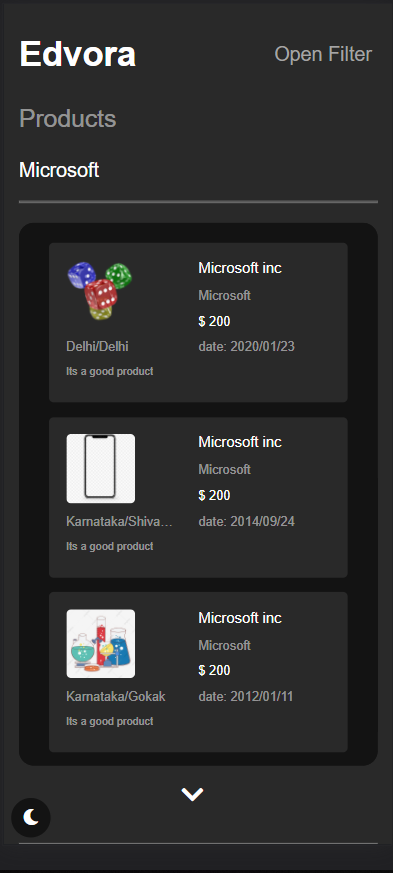 Edvora
Open Filter
Products
Microsoft
Microsoft inc
Microsoft
$ 200
Delhi/Delhi
date: 2020/01/23
Its a good product
Microsoft inc
Microsoft
$ 200
Karnataka/Shiva...
date: 2014/09/24
Its a good product
Microsoft inc
Microsoft
$ 200
Karnataka/Gokak
date: 2012/01/11
Its a good product